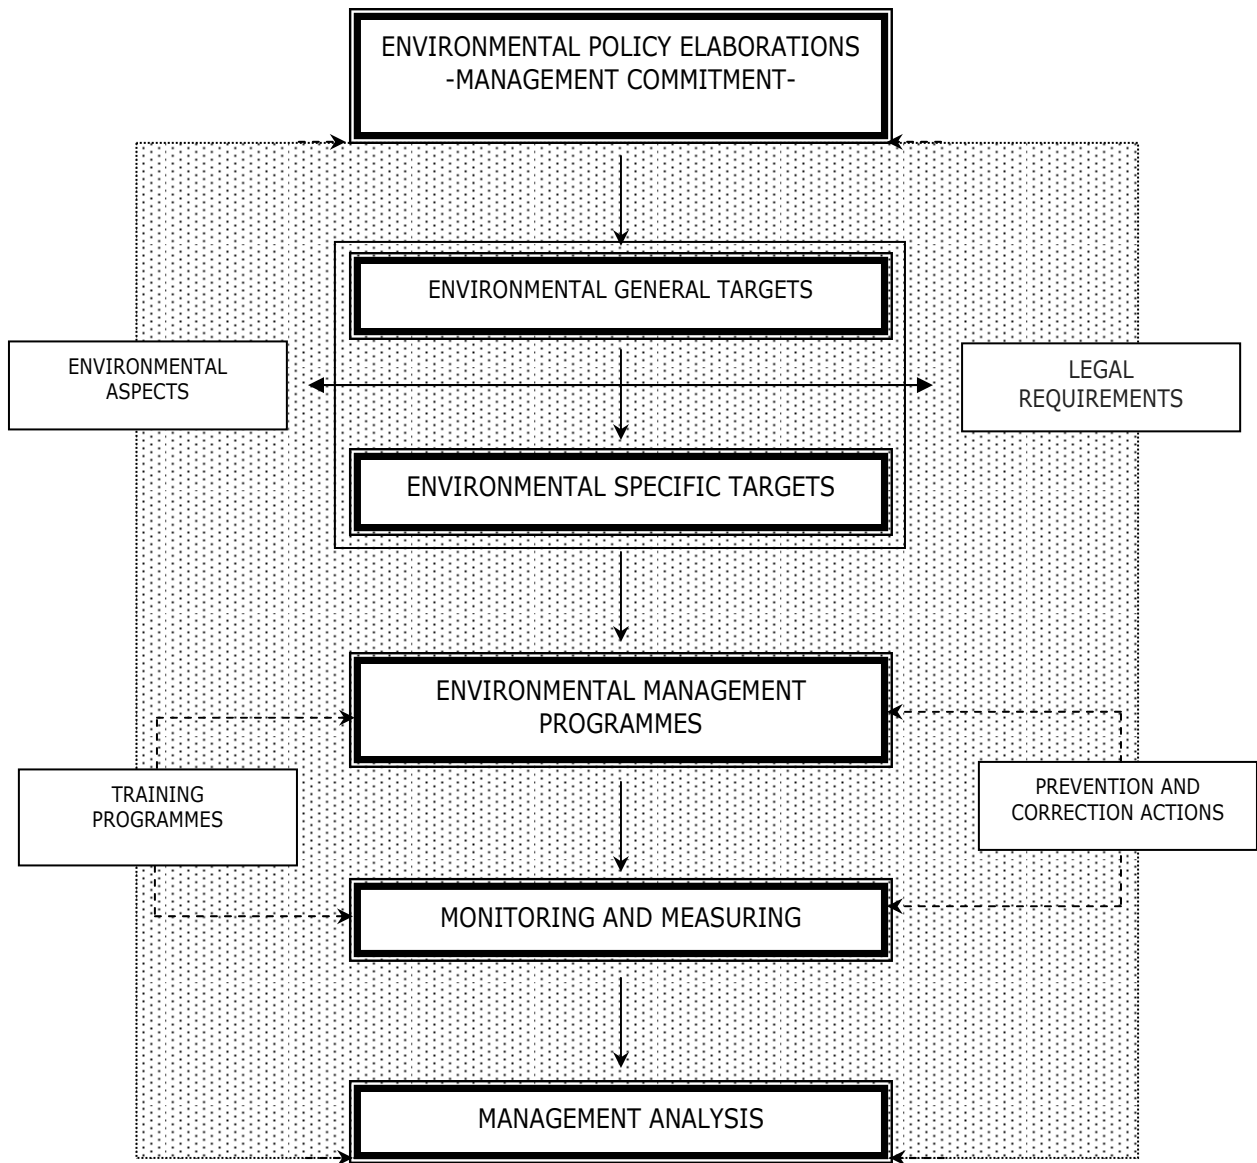 ENVIRONMENTAL POLICY ELABORATIONS
-MANAGEMENT COMMITMENT-
ENVIRONMENTAL GENERAL TARGETS
ENVIRONMENTAL
ASPECTS
LEGAL
REQUIREMENTS
ENVIRONMENTAL SPECIFIC TARGETS
ENVIRONMENTAL MANAGEMENT
PROGRAMMES
TRAINING
PROGRAMMES
PREVENTION AND
CORRECTION ACTIONS
MONITORING AND MEASURING
MANAGEMENT ANALYSIS